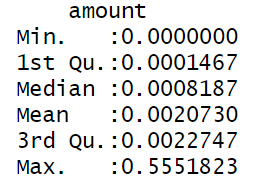 amount
Min.   :0.0000000
1st Qu.:0.0001467
Median :0.0008187
Mean   :0.0020730
3rd Qu.:0.0022747
Max.   :0.5551823